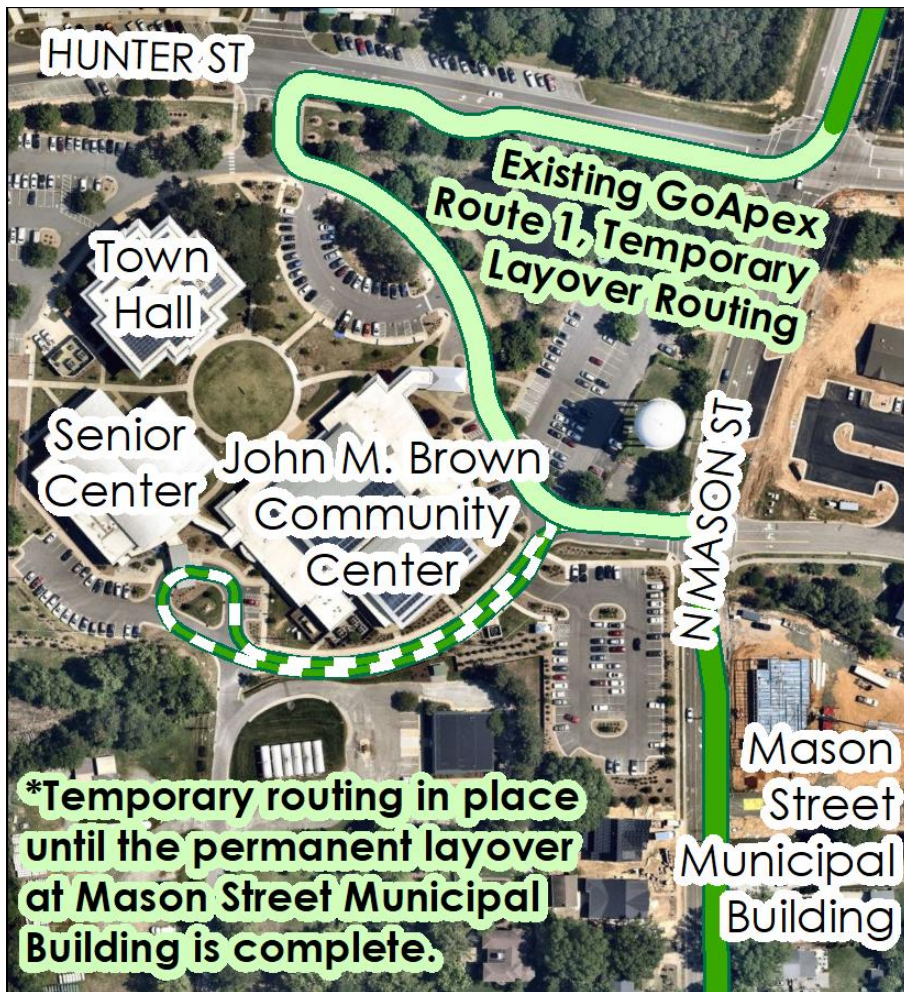 HUNTER ST
Existing GoApex
Route 1, Temporary
Layover Routing
Town
Hall
Senior
Center
John M. Brown
Community
Center
N MASON ST
Mason
Street
Municipal
Building
*Temporary routing in place
until the permanent layover
at Mason Street Municipal
Building is complete.